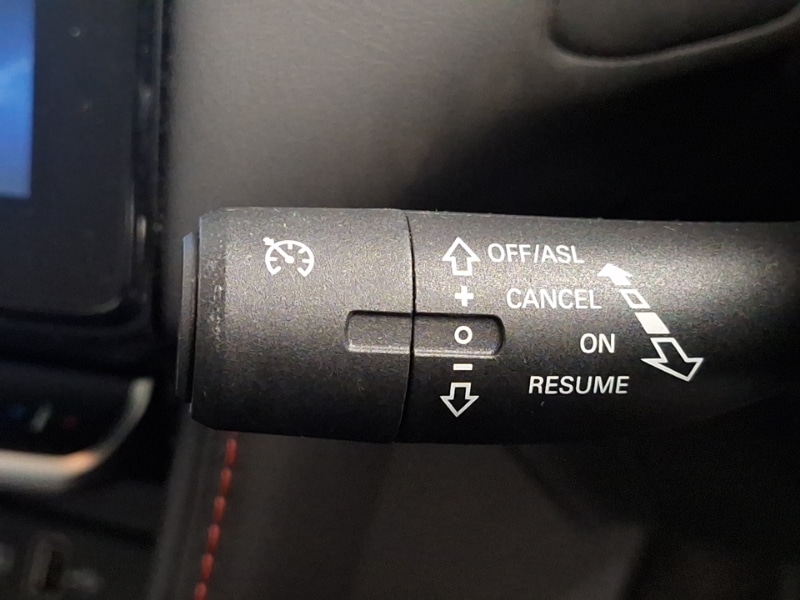 OFF/ASL
+ CANCEL
O ON
− RESUME